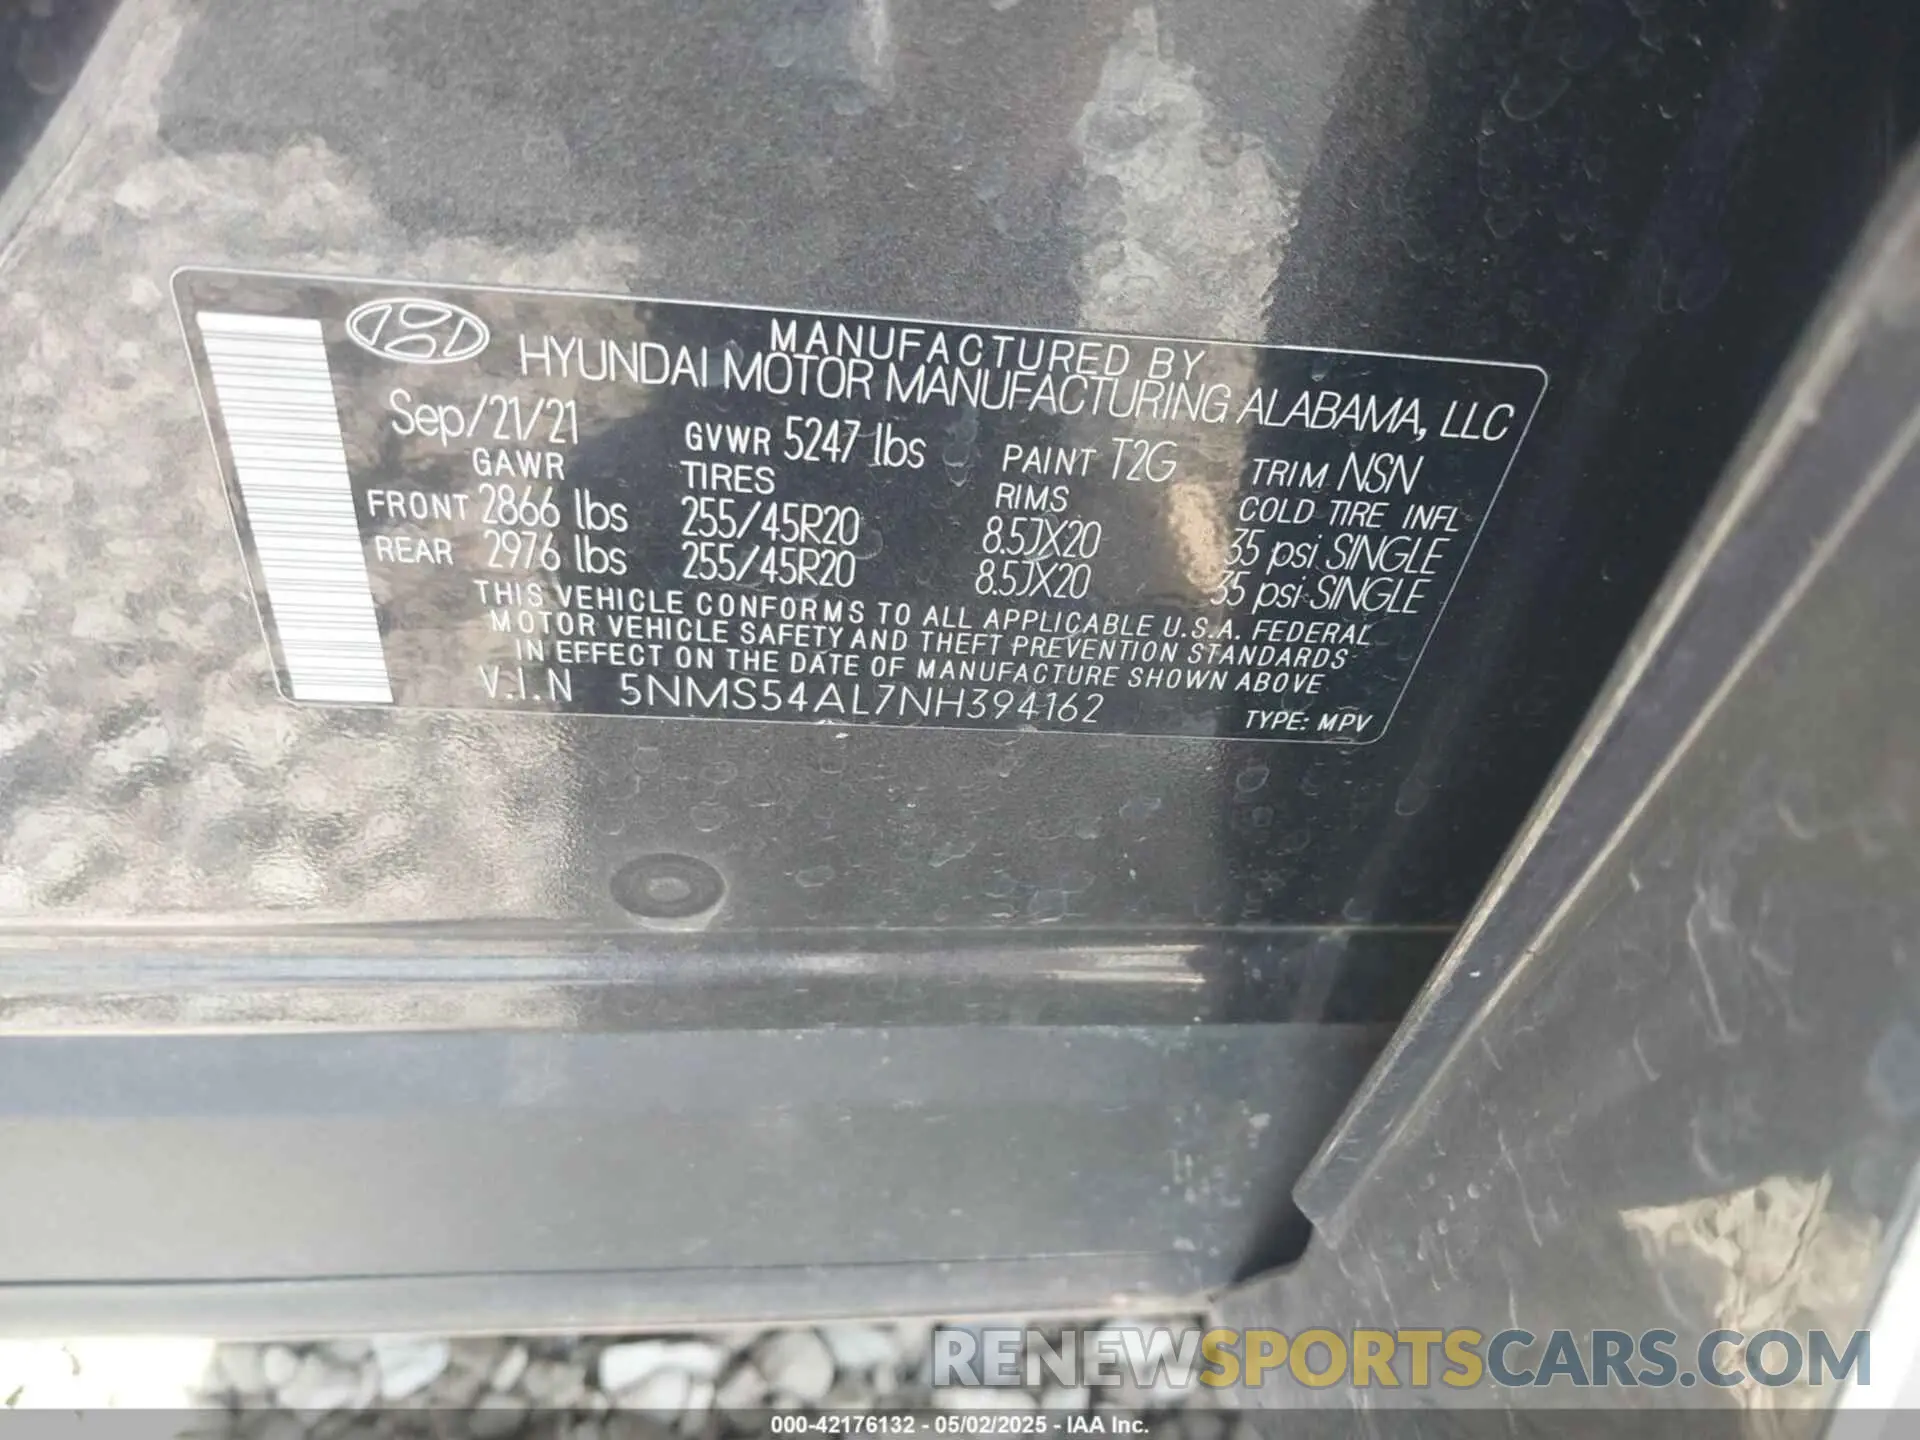 MANUFACTURED BY
HYUNDAI MOTOR MANUFACTURING ALABAMA, LLC
Sep/21/21 GVWR 5247 lbs PAINT T2G TRIM NSN
GAWR TIRES RIMS COLD TIRE INFL
FRONT 2866 lbs 255/45R20 8.5JX20 35 psi SINGLE
REAR 2976 lbs 255/45R20 8.5JX20 35 psi SINGLE
THIS VEHICLE CONFORMS TO ALL APPLICABLE U.S.A. FEDERAL
MOTOR VEHICLE SAFETY AND THEFT PREVENTION STANDARDS
IN EFFECT ON THE DATE OF MANUFACTURE SHOWN ABOVE
V.I.N 5NMS54AL7NH394162 TYPE: MPV
RENEWSPORTSCARS.COM
000-42176132 - 05/02/2025 - IAA Inc.